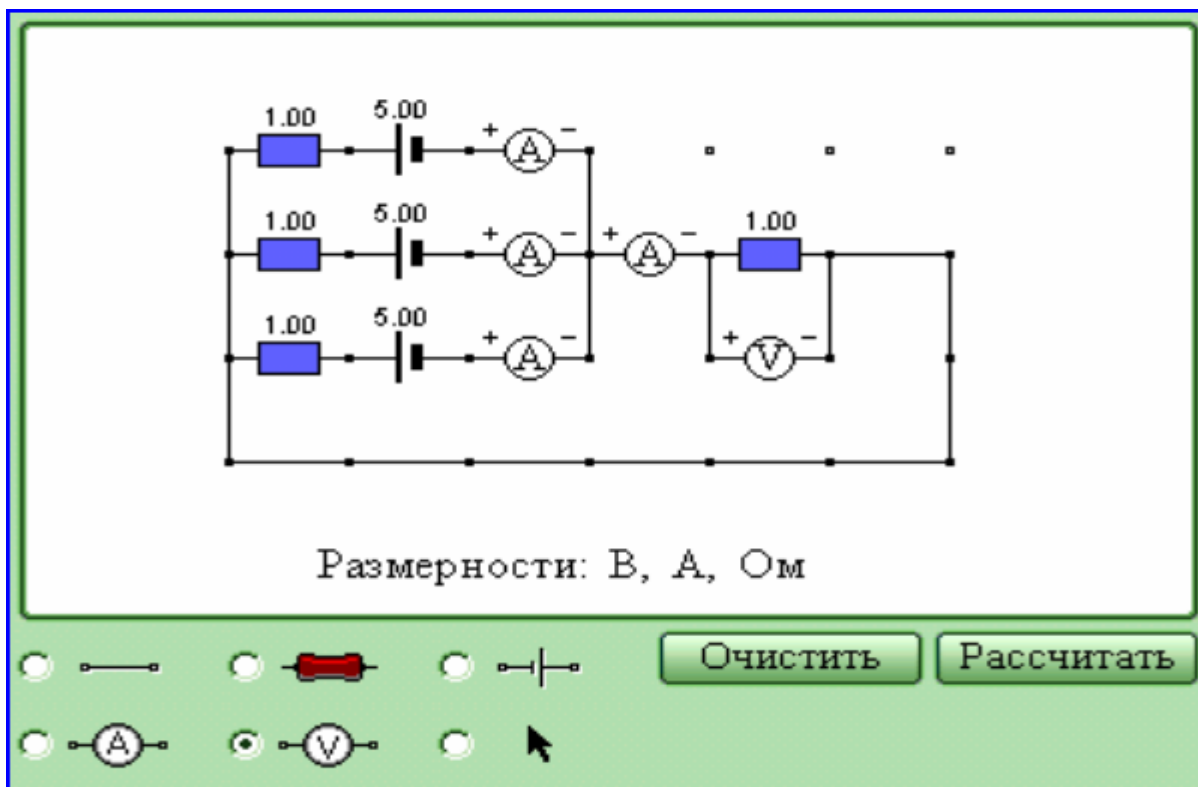 1.00 5.00 + A −
1.00 5.00 + A − + A − 1.00
1.00 5.00 + A − + V −
Размерности: В, А, Ом
Очистить Рассчитать
A V